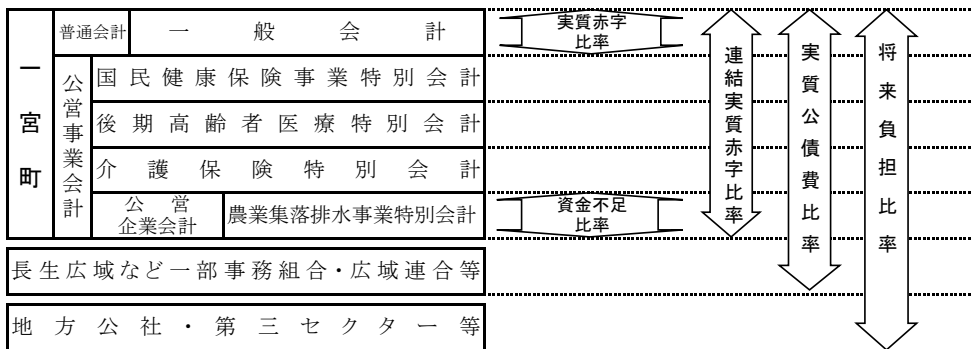 一宮町
普通会計
一般会計
公営事業会計
国民健康保険事業特別会計
後期高齢者医療特別会計
介護保険特別会計
公営
企業会計
農業集落排水事業特別会計
長生広域など一部事務組合・広域連合等
地方公社・第三セクター等
実質赤字
比率
資金不足
比率
連結実質赤字比率
実質公債費比率
将来負担比率